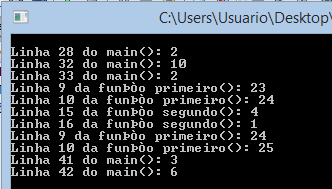 C:\Users\Usuario\Desktop\
Linha 28 do main(): 2
Linha 32 do main(): 10
Linha 33 do main(): 2
Linha 9 da funÞòo primeiro(): 23
Linha 10 da funÞòo primeiro(): 24
Linha 15 da funÞòo segundo(): 4
Linha 16 da funÞòo segundo(): 1
Linha 9 da funÞòo primeiro(): 24
Linha 10 da funÞòo primeiro(): 25
Linha 41 do main(): 3
Linha 42 do main(): 6